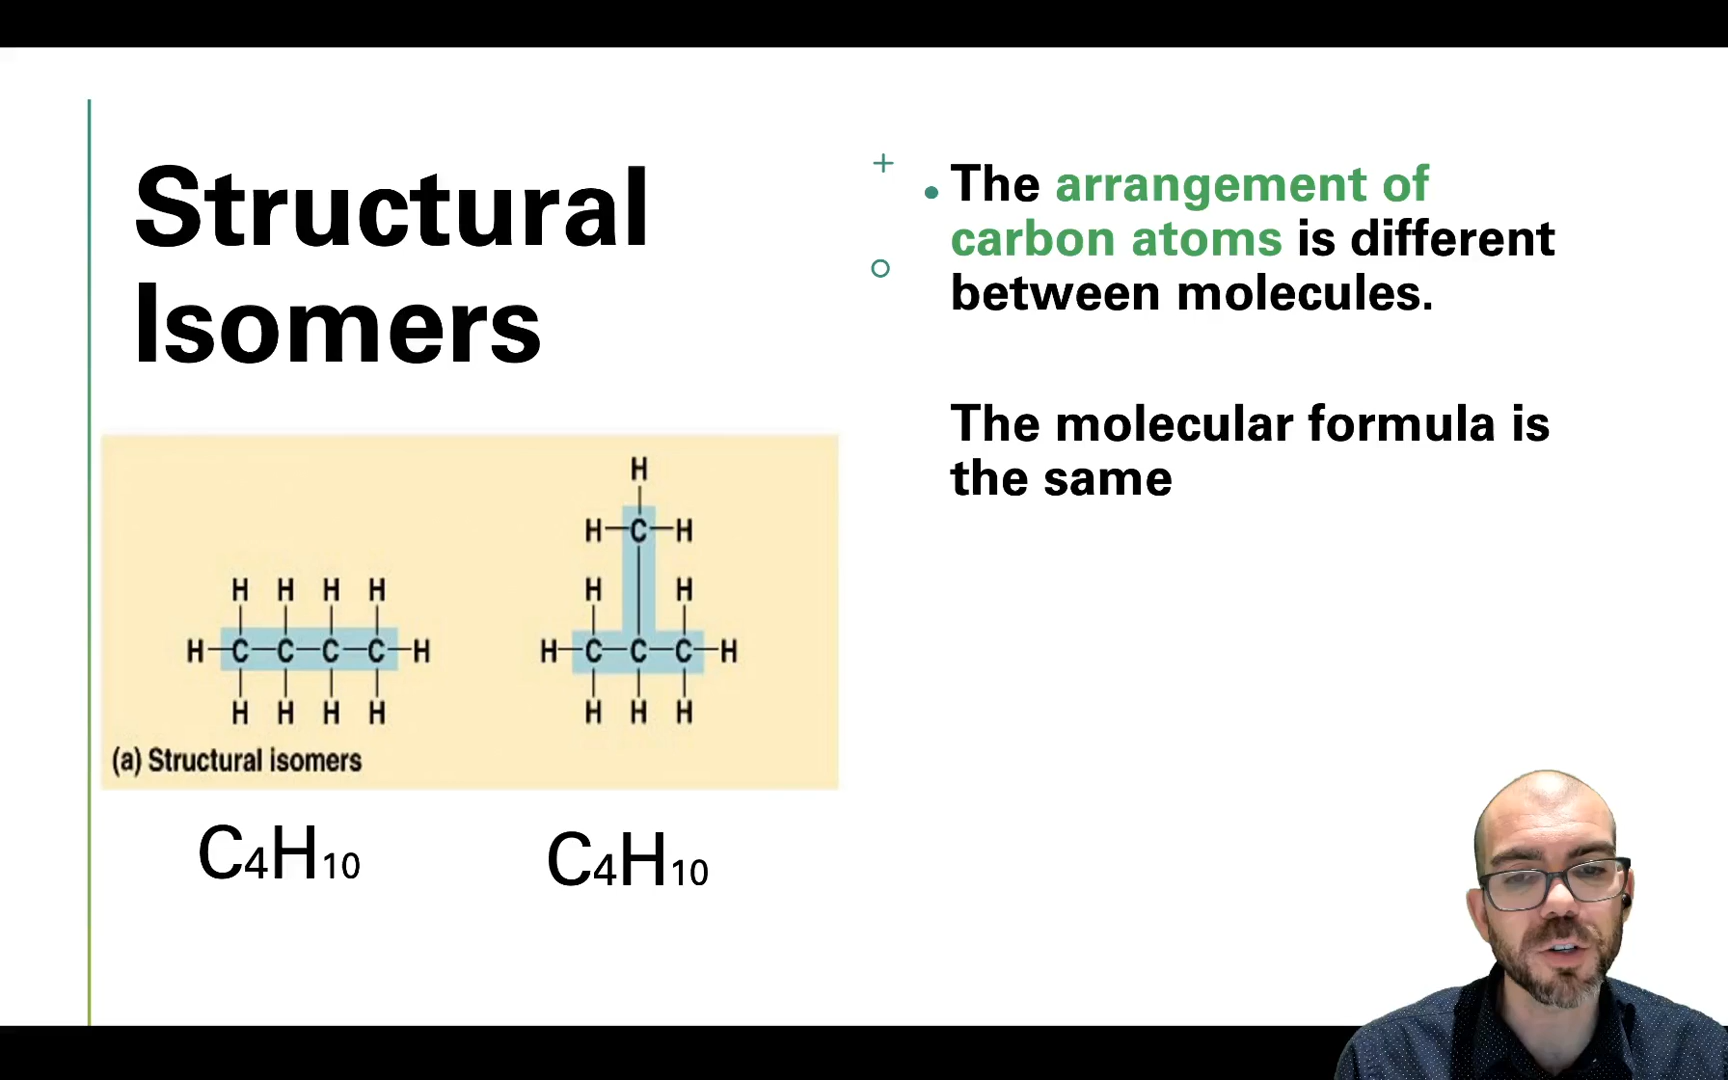 Structural
Isomers
• The arrangement of
carbon atoms is different
between molecules.
The molecular formula is
the same
H
H–C–H
H H
H H H H
H–C–C–C–C–H
H–C–C–C–H
H H H H
H H H
(a) Structural isomers
C4H10
C4H10